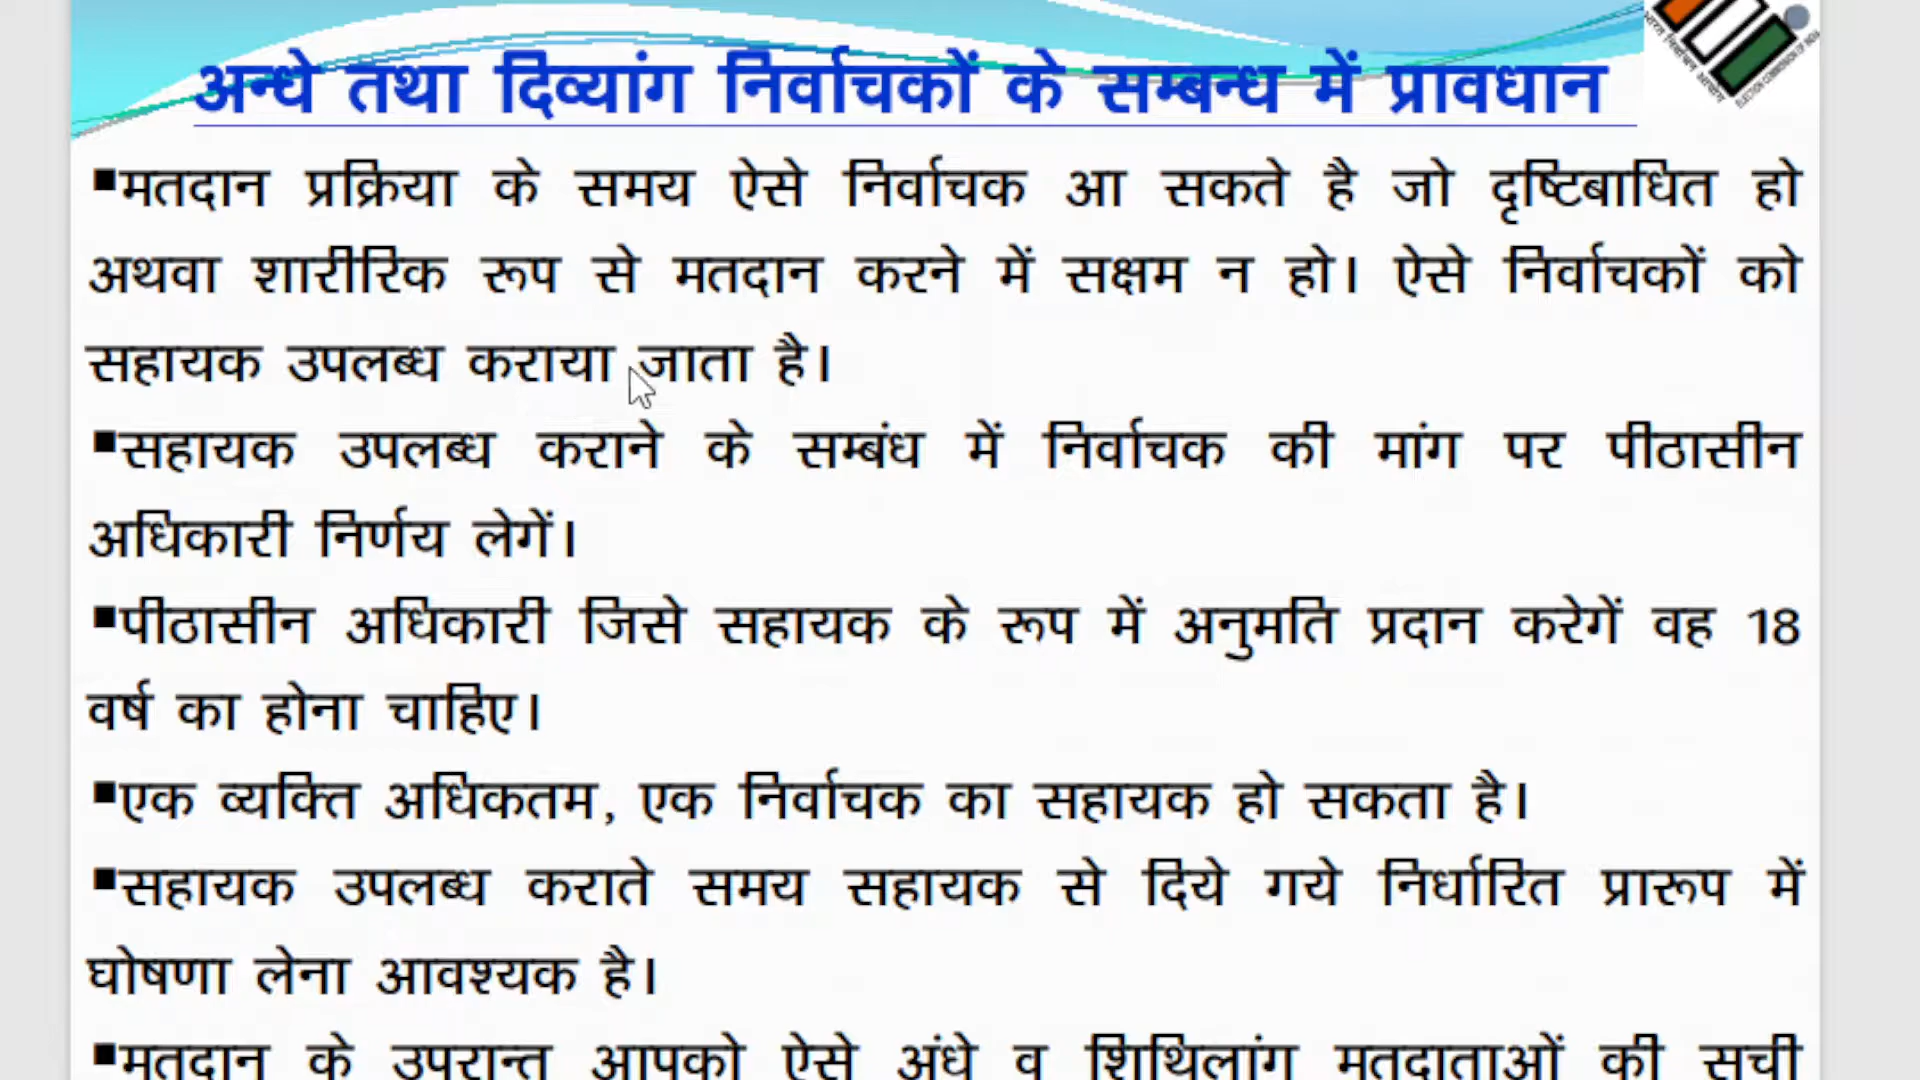 अन्धे तथा दिव्यांग निर्वाचकों के सम्बन्ध में प्रावधान
▪मतदान प्रक्रिया के समय ऐसे निर्वाचक आ सकते है जो दृष्टिबाधित हो
अथवा शारीरिक रूप से मतदान करने में सक्षम न हो। ऐसे निर्वाचकों को
सहायक उपलब्ध कराया जाता है।
▪सहायक उपलब्ध कराने के सम्बंध में निर्वाचक की मांग पर पीठासीन
अधिकारी निर्णय लेगें।
▪पीठासीन अधिकारी जिसे सहायक के रूप में अनुमति प्रदान करेगें वह 18
वर्ष का होना चाहिए।
▪एक व्यक्ति अधिकतम, एक निर्वाचक का सहायक हो सकता है।
▪सहायक उपलब्ध कराते समय सहायक से दिये गये निर्धारित प्रारूप में
घोषणा लेना आवश्यक है।
▪मतदान के उपरान्त आपको ऐसे अंधे व शिथिलांग मतदाताओं की सूची